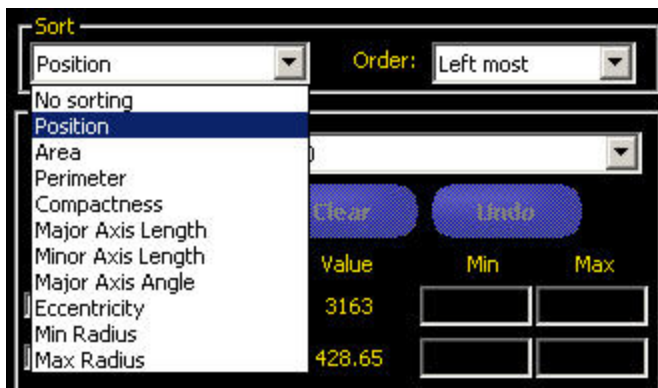 Sort
Position Order: Left most
No sorting
Position
Area
Perimeter
Compactness
Major Axis Length
Minor Axis Length
Major Axis Angle
Eccentricity
Min Radius
Max Radius
)
Clear Undo
Value Min Max
3163
428.65